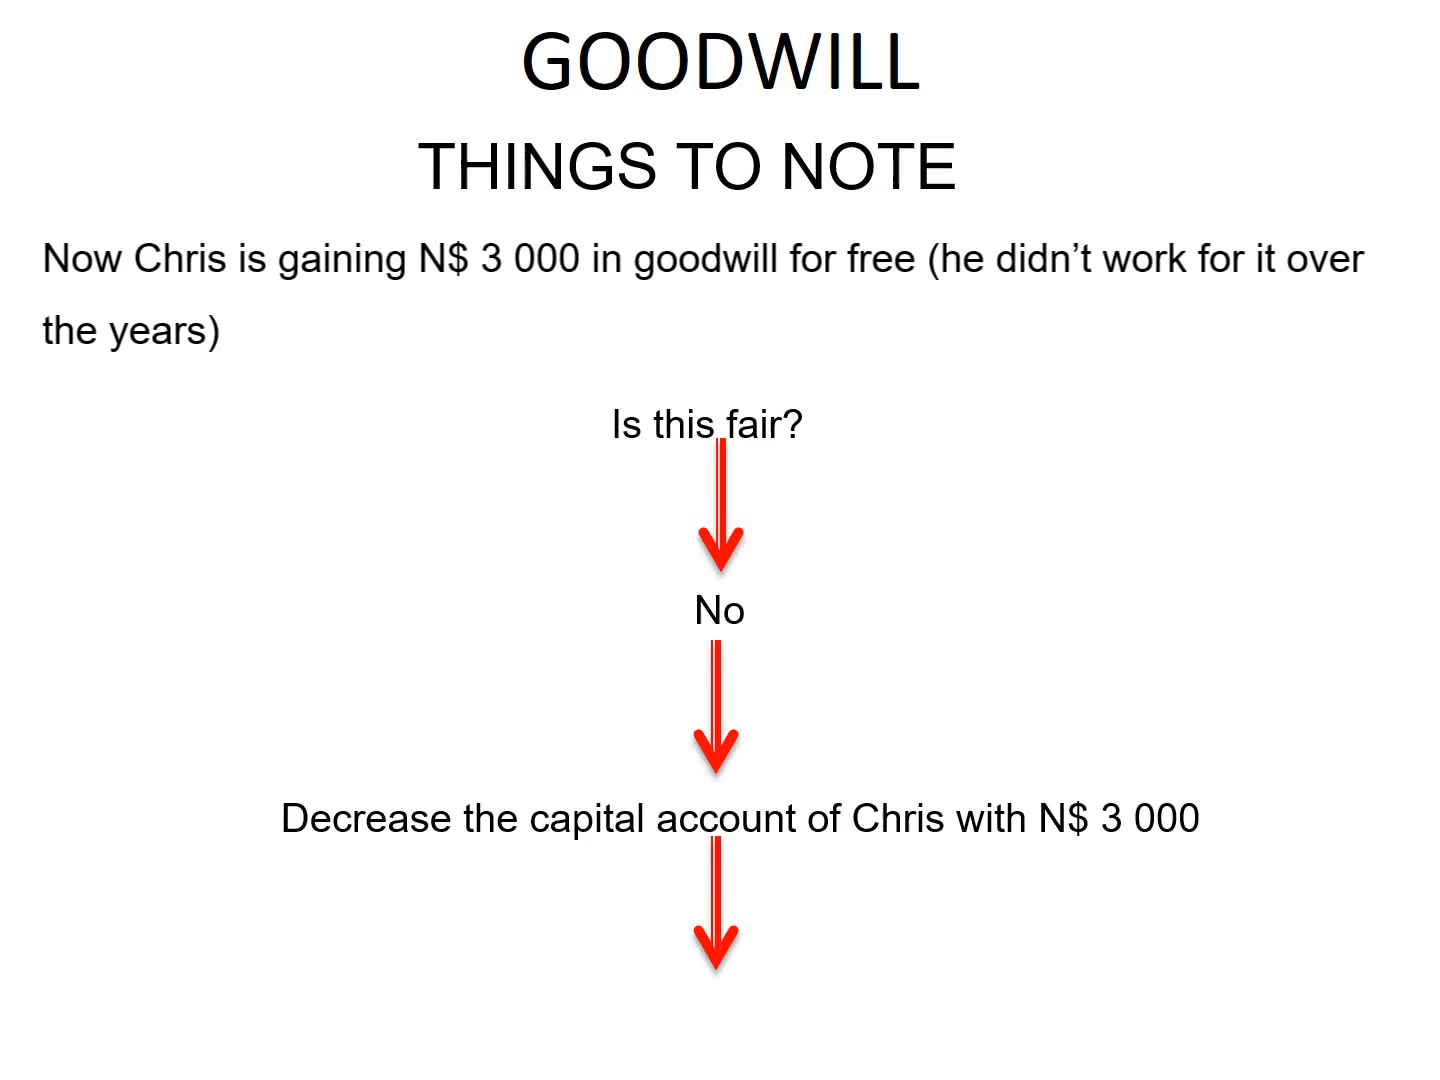 GOODWILL
THINGS TO NOTE
Now Chris is gaining N$ 3 000 in goodwill for free (he didn’t work for it over
the years)
Is this fair?
No
Decrease the capital account of Chris with N$ 3 000